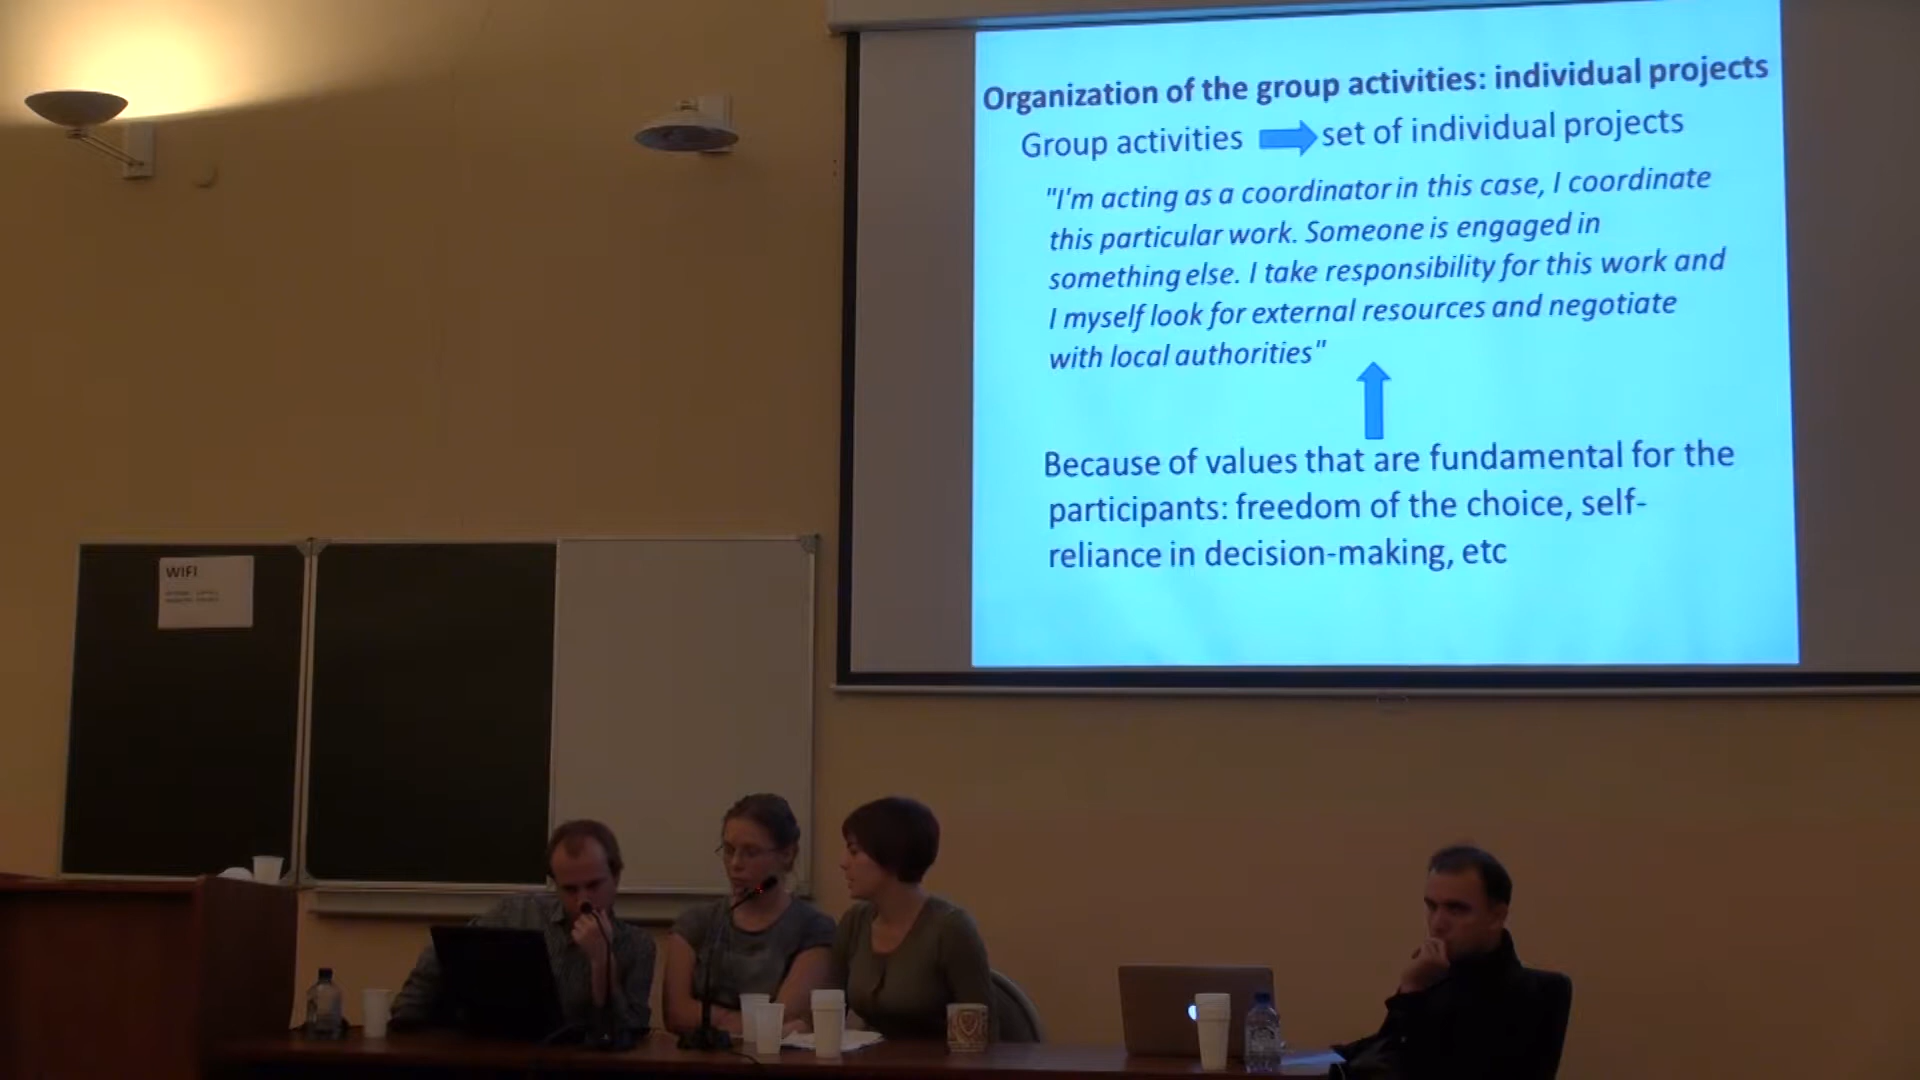 Organization of the group activities: individual projects
Group activities set of individual projects
"I'm acting as a coordinator in this case, I coordinate
this particular work. Someone is engaged in
something else. I take responsibility for this work and
I myself look for external resources and negotiate
with local authorities"
Because of values that are fundamental for the
participants: freedom of the choice, self-
reliance in decision-making, etc
WIFI